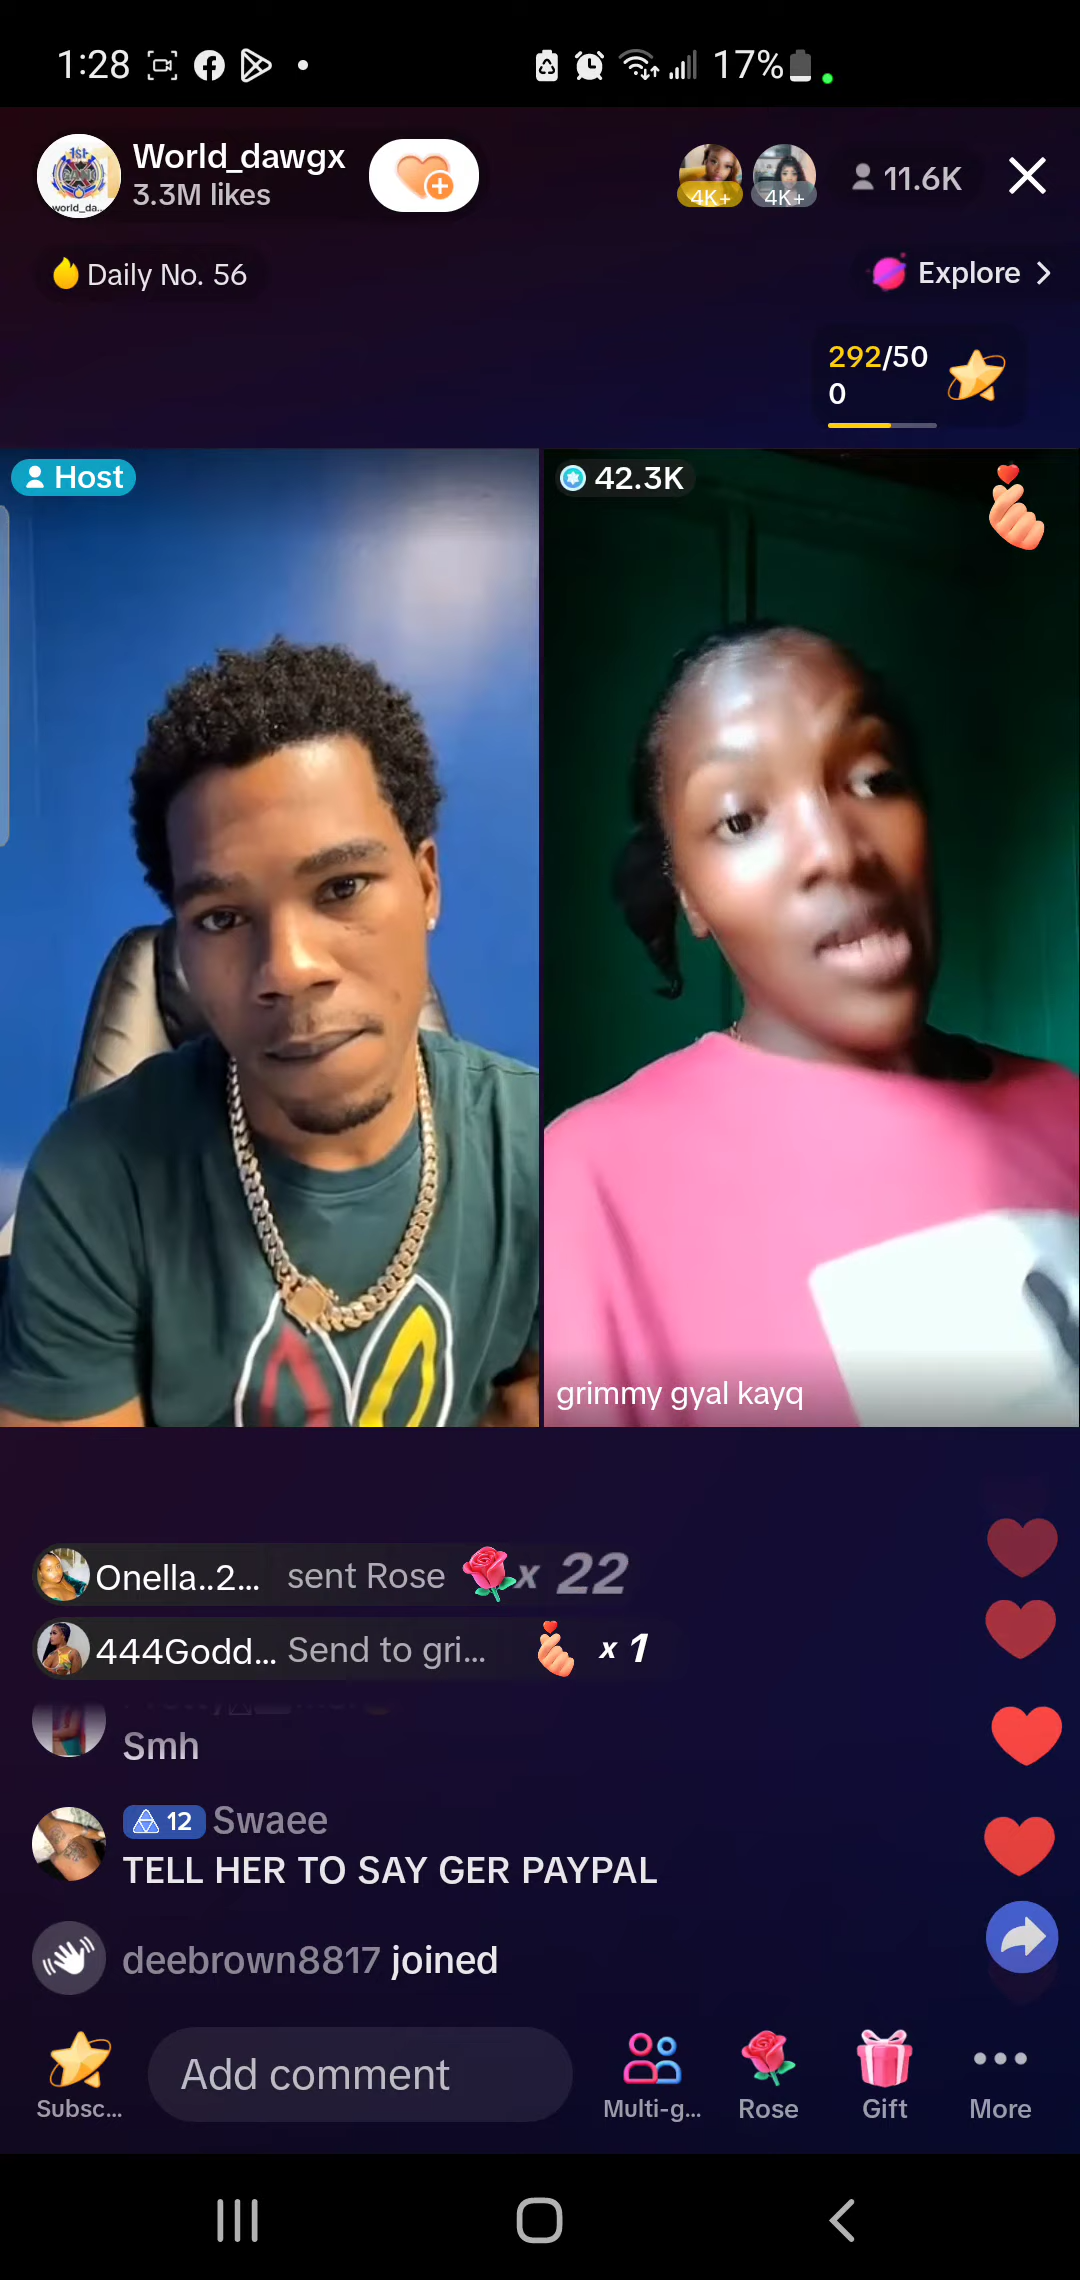 1:28 17%
World_dawgx
3.3M likes
4K+ 4K+ 11.6K
1ST
world_da...
Daily No. 56
Explore
292/50
0
Host
42.3K
grimmy gyal kayq
Onella..2... sent Rose x 22
444Godd... Send to gri... x 1
Smh
12 Swaee
TELL HER TO SAY GER PAYPAL
deebrown8817 joined
Add comment
Subsc... Multi-g... Rose Gift More